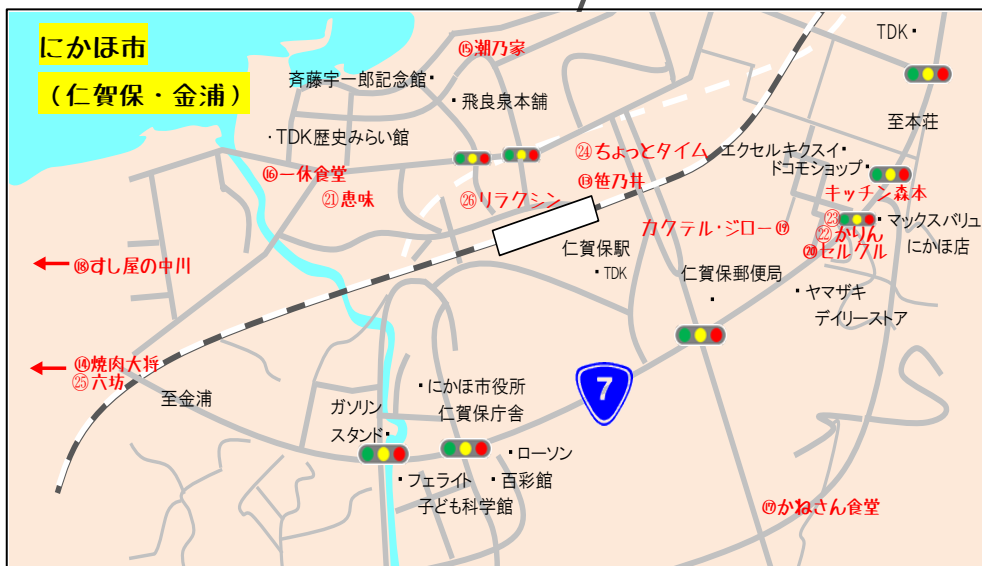 にかほ市
（仁賀保・金浦）
⑮潮乃家
TDK・
斉藤宇一郎記念館・
・飛良泉本舗
至本荘
・TDK歴史みらい館
㉔ちょっとタイム
エクセルキクスイ・
ドコモショップ・
⑯一休食堂
⑬笹乃井
キッチン森本
㉑恵味
㉖リラクシン
カクテル・ジロー⑲
㉓
・マックスバリュ
にかほ店
㉒かりん
⑳セルクル
仁賀保駅
・TDK
仁賀保郵便局
⑱すし屋の中川
・ヤマザキ
デイリーストア
⑭焼肉大将
㉕六坊
至金浦
7
・にかほ市役所
仁賀保庁舎
ガソリン
スタンド・
・ローソン
・フェライト
子ども科学館
・百彩館
⑰かねさん食堂